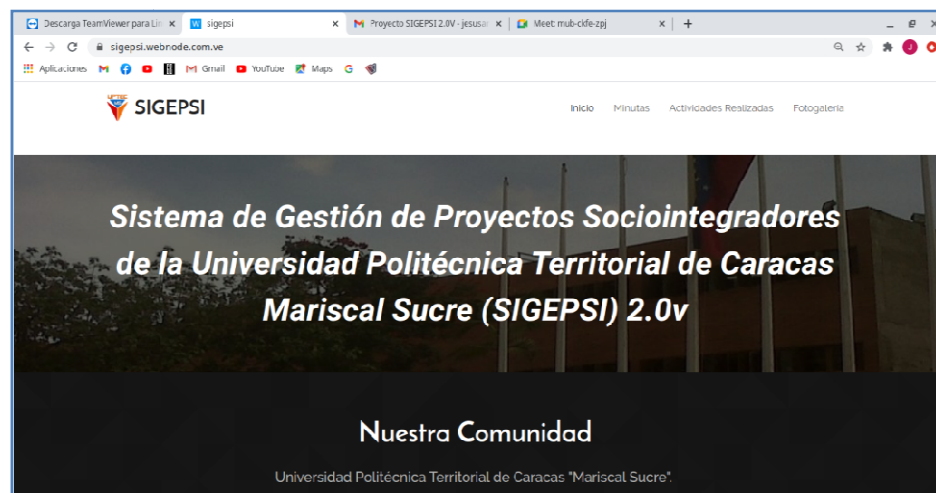 Descarga TeamViewer para Lin
sigepsi
Proyecto SIGEPSI 2.0V - jesusar
Meet: mub-ckfe-zpj
sigepsi.webnode.com.ve
Aplicaciones
Gmail
YouTube
Maps
SIGEPSI
Inicio Minutas Actividades Realizadas Fotogalería
Sistema de Gestión de Proyectos Sociointegradores
de la Universidad Politécnica Territorial de Caracas
Mariscal Sucre (SIGEPSI) 2.0v
Nuestra Comunidad
Universidad Politécnica Territorial de Caracas "Mariscal Sucre".